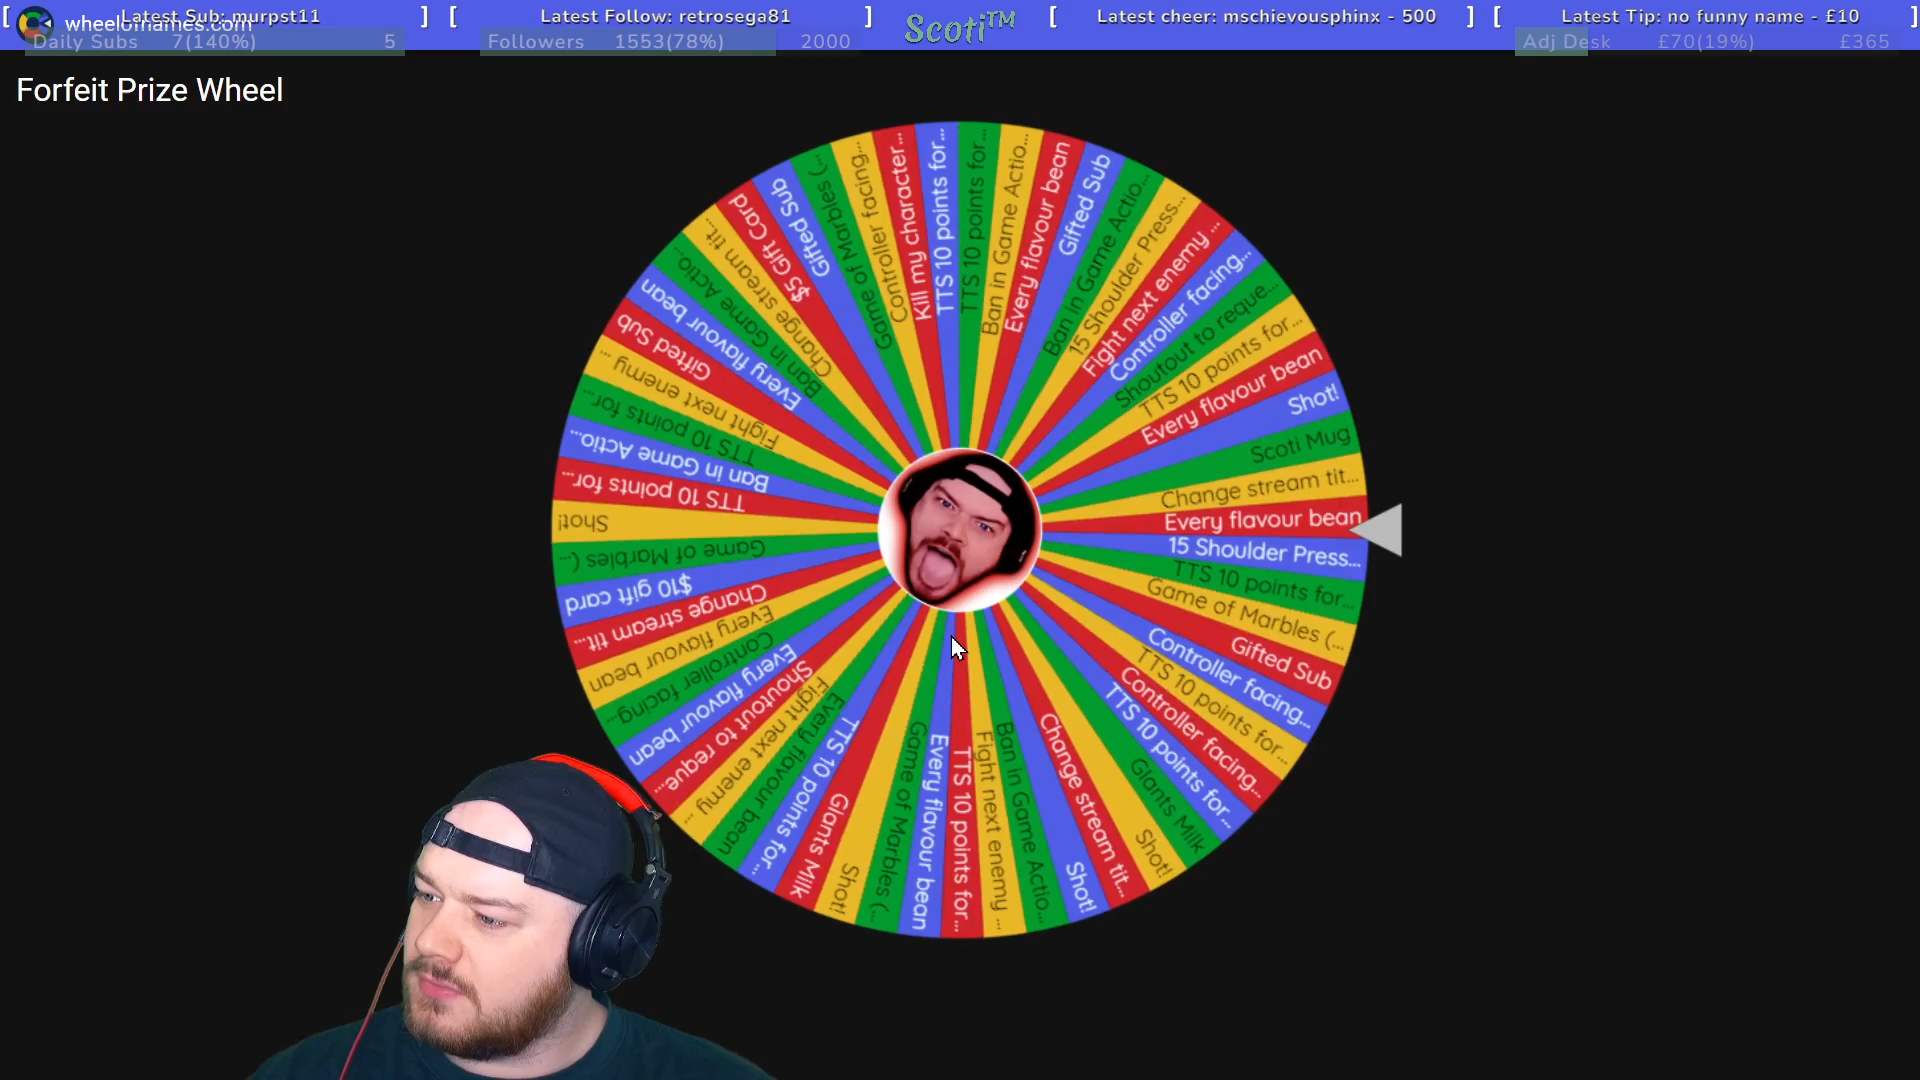 [ Latest Sub: murpst11 ]
wheelofnames.com
Daily Subs 7(140%) 5
[ Latest Follow: retrosega81 ]
Followers 1553(78%) 2000
Scoti™
[ Latest cheer: mschievousphinx - 500 ]
[ Latest Tip: no funny name - £10 ]
Adj Desk £70(19%) £365
Forfeit Prize Wheel
TTS 10 points for...
Ban in Game Actio...
Every flavour bean
Gifted Sub
Ban in Game Actio...
15 Shoulder Press...
Fight next enemy ...
Controller facing...
Shoutout to reque...
TTS 10 points for...
Every flavour bean
Shot!
Scoti Mug
Change stream tit...
Every flavour bean
15 Shoulder Press...
TTS 10 points for...
Game of Marbles (...
Gifted Sub
Controller facing...
TTS 10 points for...
Controller facing...
TTS 10 points for...
Giants Milk
Shot!
Change stream tit...
Shot!
Ban in Game Actio...
Fight next enemy ...
TTS 10 points for...
Every flavour bean
Game of Marbles (...
Shot!
Giants Milk
TTS 10 points for...
Every flavour bean
Fight next enemy ...
Shoutout to reque...
Every flavour bean
Controller facing...
Every flavour bean
Change stream tit...
$10 gift card
Game of Marbles (...
Shot!
TTS 10 points for...
Ban in Game Actio...
TTS 10 points for...
Fight next enemy ...
Gifted Sub
Every flavour bean
Ban in Game Actio...
Change stream tit...
$5 Gift Card
Gifted Sub
Game of Marbles (...
Controller facing...
Kill my character...
TTS 10 points for...